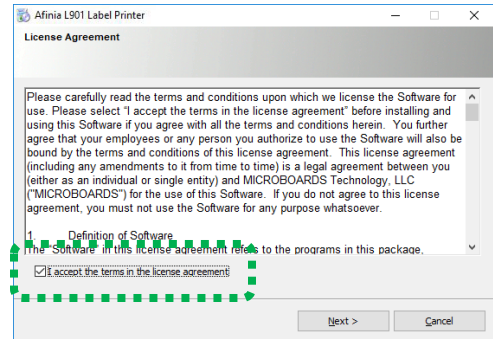 Afinia L901 Label Printer
License Agreement
Please carefully read the terms and conditions upon which we license the Software for
use. Please select "I accept the terms in the license agreement" before installing and
using this Software if you agree with all the terms and conditions herein. You further
agree that your employees or any person you authorize to use the Software will also be
bound by the terms and conditions of this license agreement. This license agreement
(including any amendments to it from time to time) is a legal agreement between you
(either as an individual or single entity) and MICROBOARDS Technology, LLC
("MICROBOARDS") for the use of this Software. If you do not agree to this license
agreement, you must not use the Software for any purpose whatsoever.
1. Definition of Software
The "Software" in this license agreement refers to the programs in this package,
I accept the terms in the license agreement
Next > Cancel